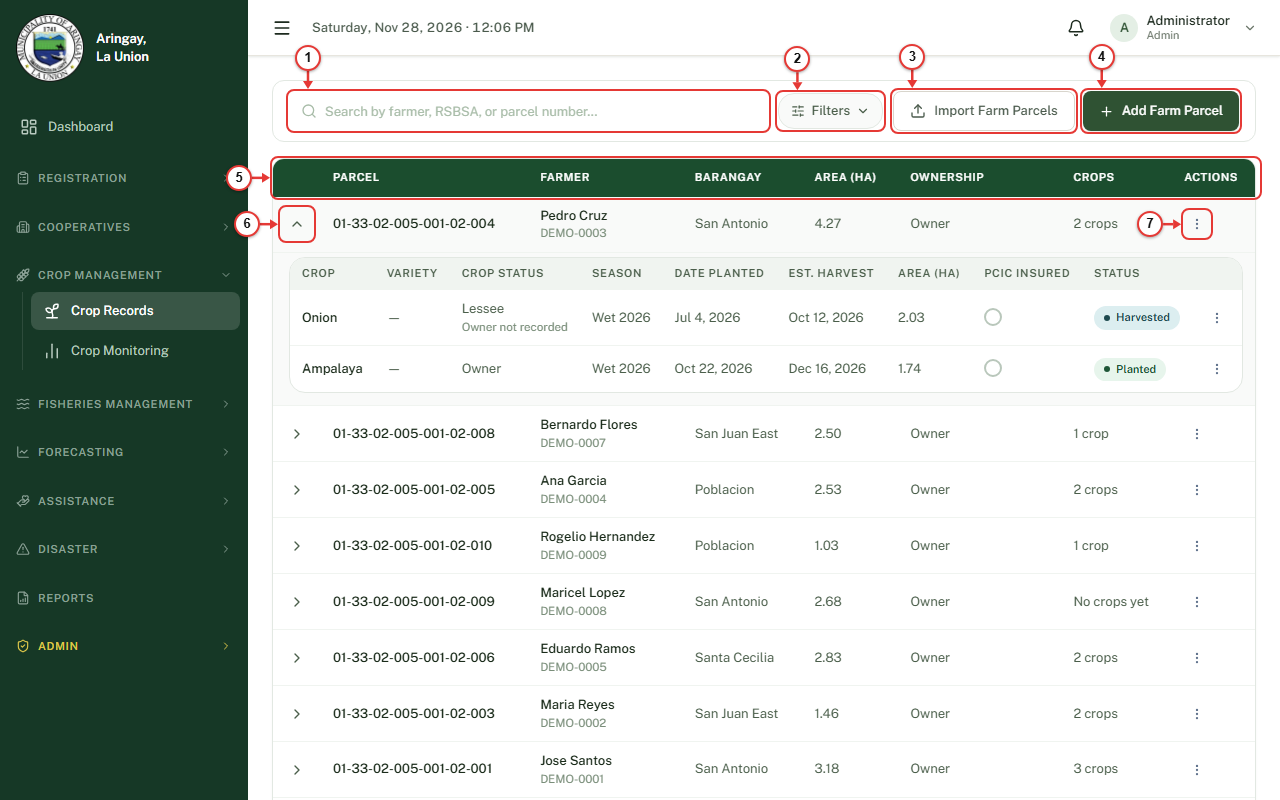 MUNICIPALITY OF ARINGAY
1741
LA UNION
Aringay,
La Union
Dashboard
REGISTRATION
COOPERATIVES
CROP MANAGEMENT
Crop Records
Crop Monitoring
FISHERIES MANAGEMENT
FORECASTING
ASSISTANCE
DISASTER
REPORTS
ADMIN
Saturday, Nov 28, 2026 · 12:06 PM
A
Administrator
Admin
1
2
3
4
Search by farmer, RSBSA, or parcel number...
Filters
Import Farm Parcels
+ Add Farm Parcel
5
PARCEL FARMER BARANGAY AREA (HA) OWNERSHIP CROPS ACTIONS
6
01-33-02-005-001-02-004 Pedro Cruz San Antonio 4.27 Owner 2 crops
DEMO-0003
7
CROP VARIETY CROP STATUS SEASON DATE PLANTED EST. HARVEST AREA (HA) PCIC INSURED STATUS
Onion — Lessee Wet 2026 Jul 4, 2026 Oct 12, 2026 2.03 Harvested
Owner not recorded
Ampalaya — Owner Wet 2026 Oct 22, 2026 Dec 16, 2026 1.74 Planted
01-33-02-005-001-02-008 Bernardo Flores San Juan East 2.50 Owner 1 crop
DEMO-0007
01-33-02-005-001-02-005 Ana Garcia Poblacion 2.53 Owner 2 crops
DEMO-0004
01-33-02-005-001-02-010 Rogelio Hernandez Poblacion 1.03 Owner 1 crop
DEMO-0009
01-33-02-005-001-02-009 Maricel Lopez San Antonio 2.68 Owner No crops yet
DEMO-0008
01-33-02-005-001-02-006 Eduardo Ramos Santa Cecilia 2.83 Owner 2 crops
DEMO-0005
01-33-02-005-001-02-003 Maria Reyes San Juan East 1.46 Owner 2 crops
DEMO-0002
01-33-02-005-001-02-001 Jose Santos San Antonio 3.18 Owner 3 crops
DEMO-0001